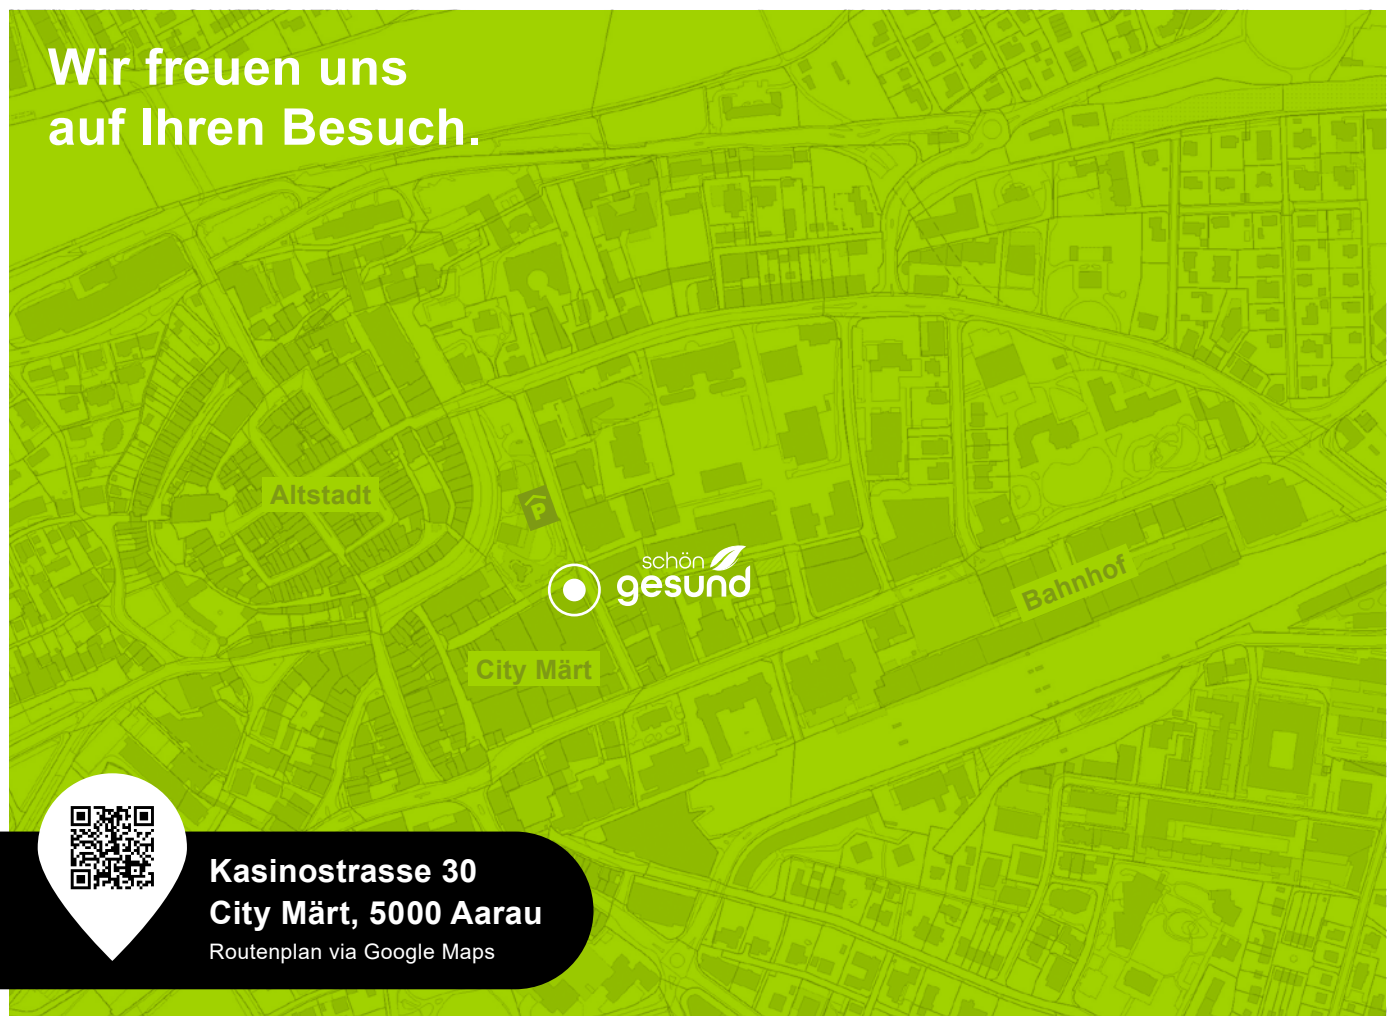 Wir freuen uns
auf Ihren Besuch.
Altstadt
P
schön
gesund
Bahnhof
City Märt
Kasinostrasse 30
City Märt, 5000 Aarau
Routenplan via Google Maps